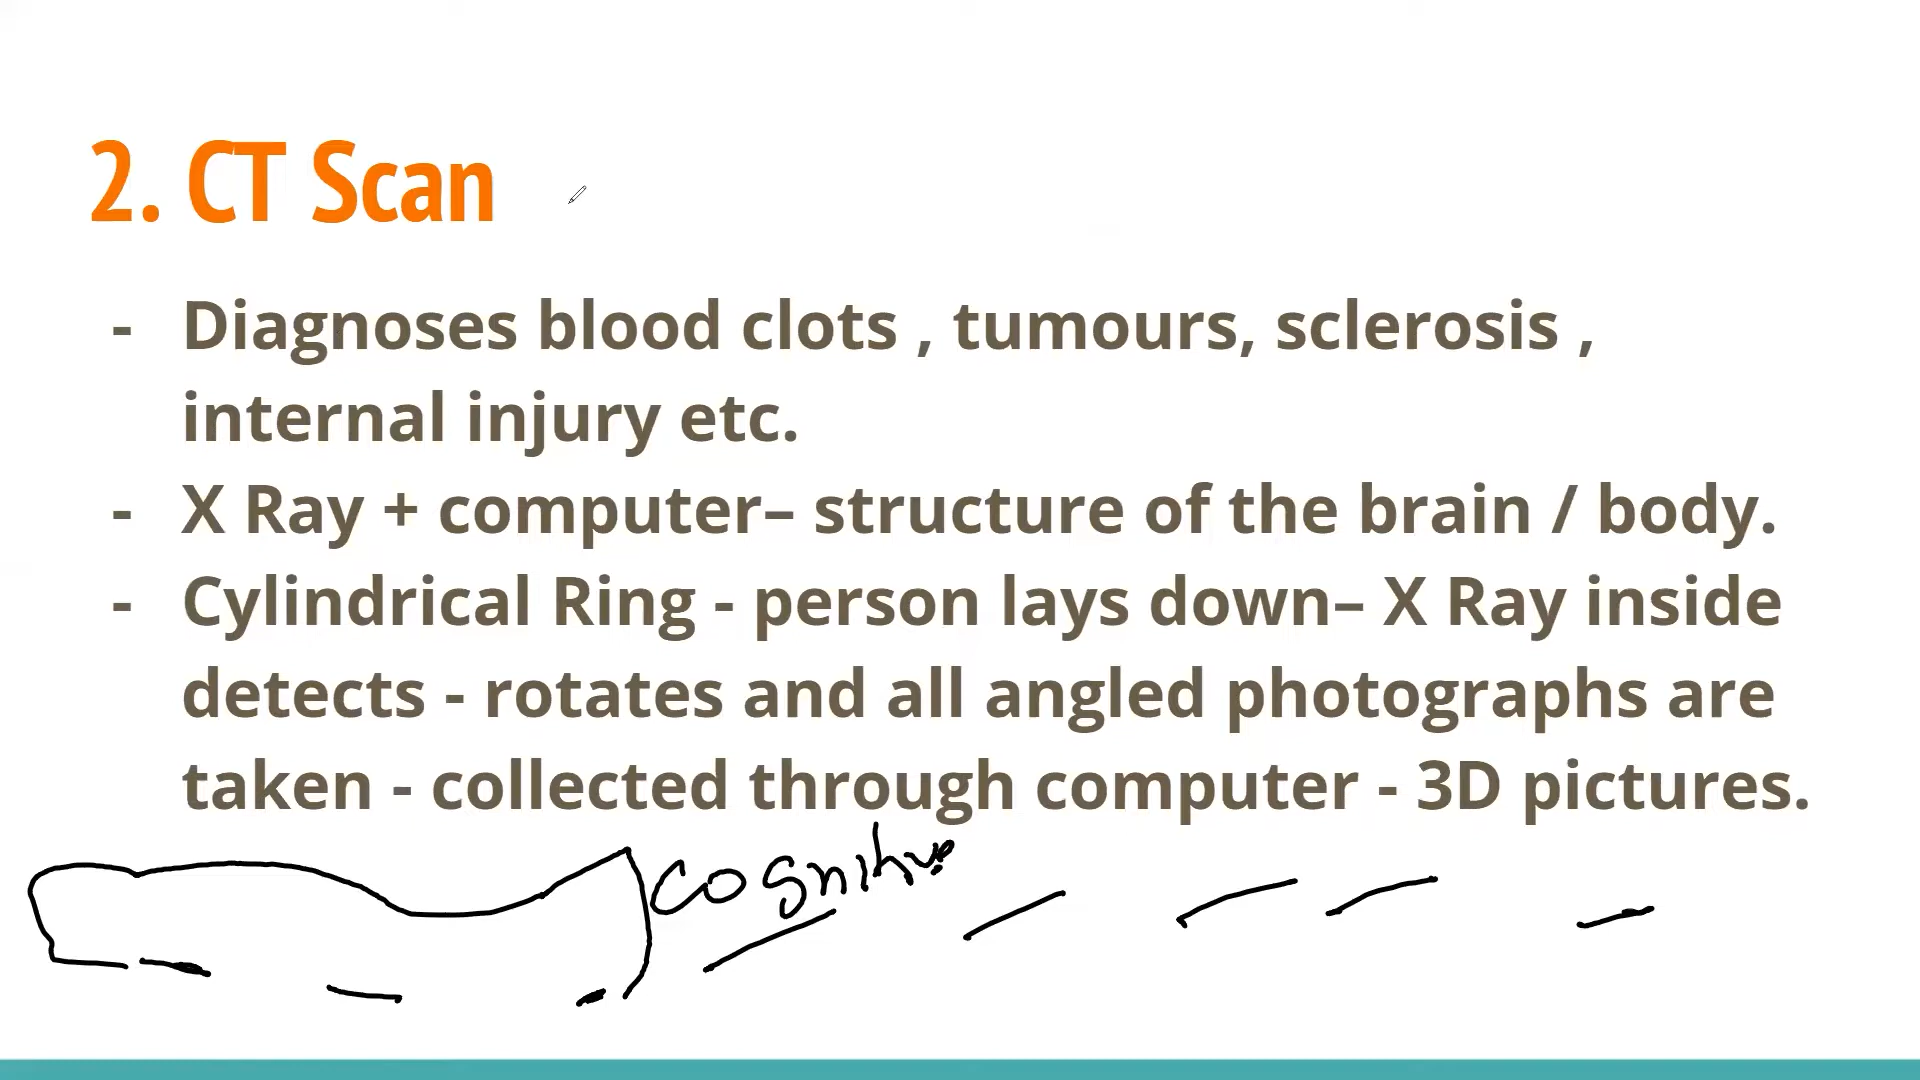 2. CT Scan
- Diagnoses blood clots , tumours, sclerosis ,
internal injury etc.
- X Ray + computer– structure of the brain / body.
- Cylindrical Ring - person lays down– X Ray inside
detects - rotates and all angled photographs are
taken - collected through computer - 3D pictures.
Cognitive